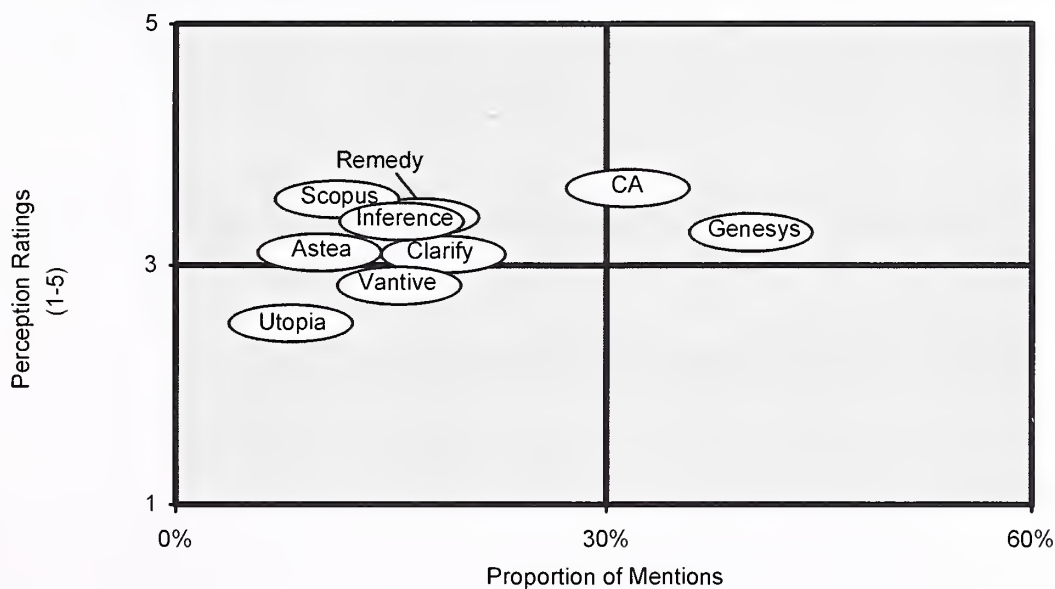 5
Remedy
Scopus
CA
Inference
Genesys
Astea
Clarify
3
Vantive
Utopia
1
0%
30%
60%
Proportion of Mentions
Perception Ratings
(1-5)